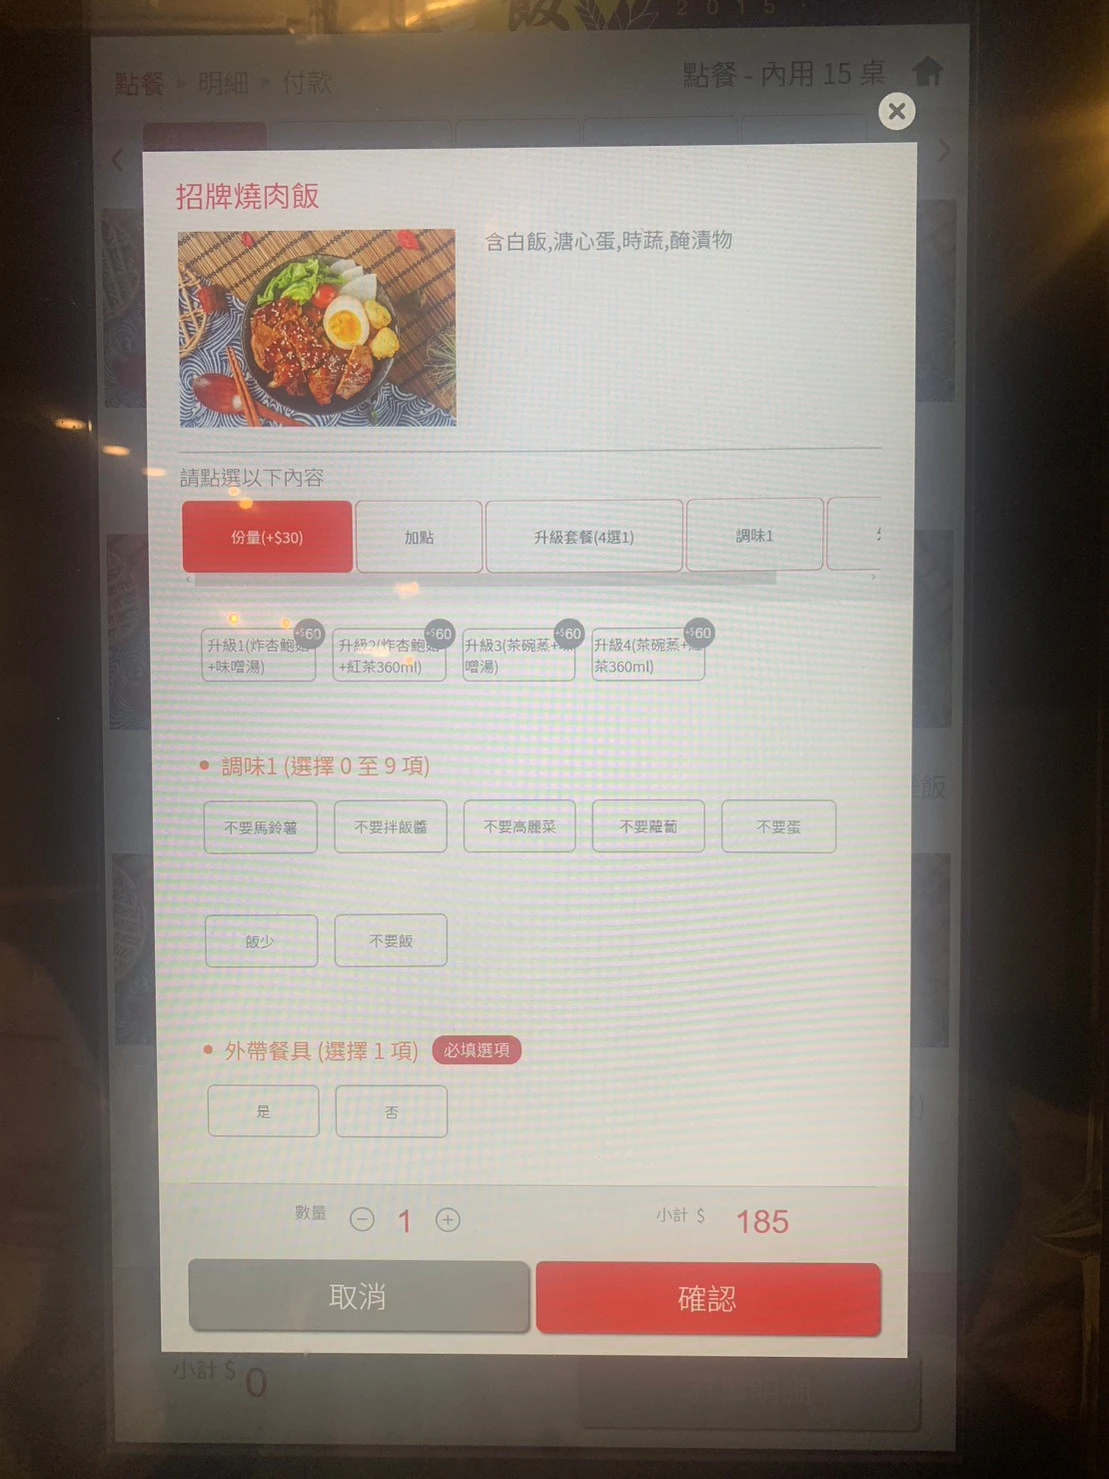 飯
2015
點餐 ▸ 明細 ▸ 付款
點餐 - 內用 15 桌
招牌燒肉飯
含白飯,溏心蛋,時蔬,醃漬物
請點選以下內容
份量(+$30)
加點
升級套餐(4選1)
調味1
升級1(炸杏鮑菇
+味噌湯)
+$60
升級2(炸杏鮑菇
+紅茶360ml)
+$60
升級3(茶碗蒸+味
噌湯)
+$60
升級4(茶碗蒸+紅
茶360ml)
+$60
• 調味1 (選擇 0 至 9 項)
不要馬鈴薯
不要拌飯醬
不要高麗菜
不要蘿蔔
不要蛋
飯少
不要飯
• 外帶餐具 (選擇 1 項) 必填選項
是
否
數量 1
小計 $ 185
取消
確認
小計 $ 0